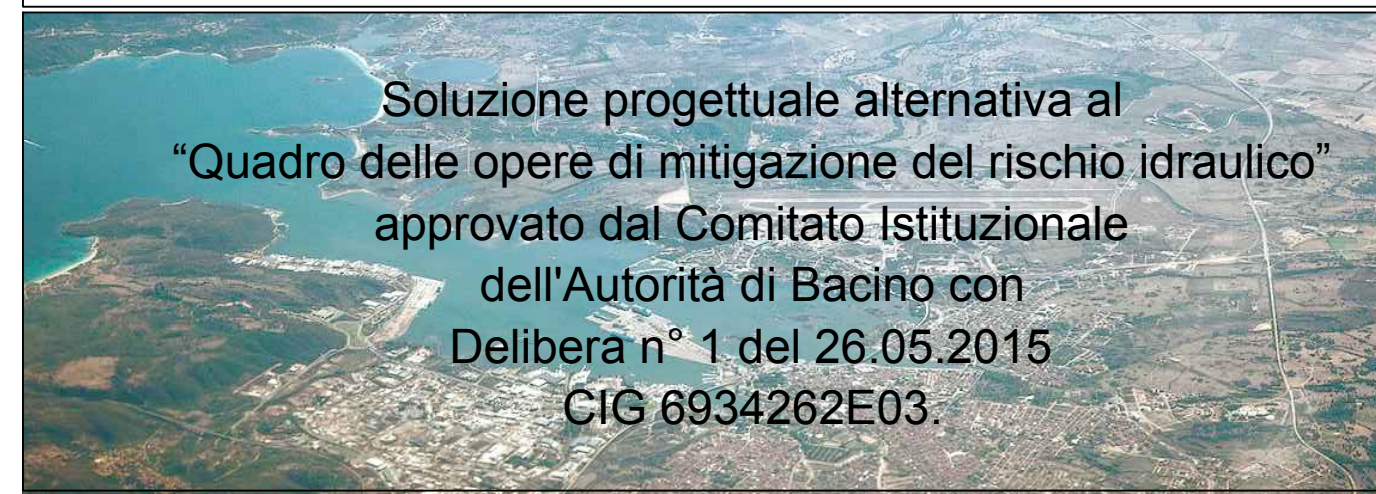 Soluzione progettuale alternativa al
“Quadro delle opere di mitigazione del rischio idraulico”
approvato dal Comitato Istituzionale
dell'Autorità di Bacino con
Delibera n° 1 del 26.05.2015
CIG 6934262E03.